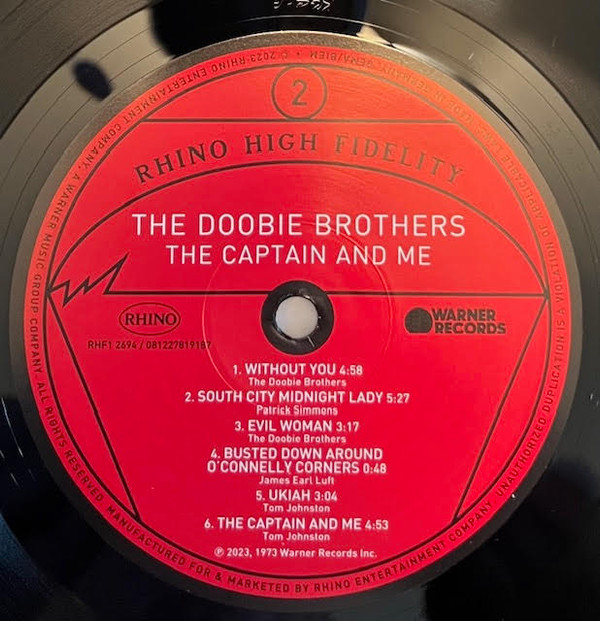 2
RHINO HIGH FIDELITY
THE DOOBIE BROTHERS
THE CAPTAIN AND ME
RHINO
WARNER
RECORDS
RHF1 2694 / 081227819187
1. WITHOUT YOU 4:58
The Doobie Brothers
2. SOUTH CITY MIDNIGHT LADY 5:27
Patrick Simmons
3. EVIL WOMAN 3:17
The Doobie Brothers
4. BUSTED DOWN AROUND
O'CONNELLY CORNERS 0:48
James Earl Luft
5. UKIAH 3:04
Tom Johnston
6. THE CAPTAIN AND ME 4:53
Tom Johnston
℗ 2023, 1973 Warner Records Inc.
© 2023 RHINO ENTERTAINMENT COMPANY, A WARNER MUSIC GROUP COMPANY. ALL RIGHTS RESERVED. MANUFACTURED FOR & MARKETED BY RHINO ENTERTAINMENT COMPANY. UNAUTHORIZED DUPLICATION IS A VIOLATION OF APPLICABLE